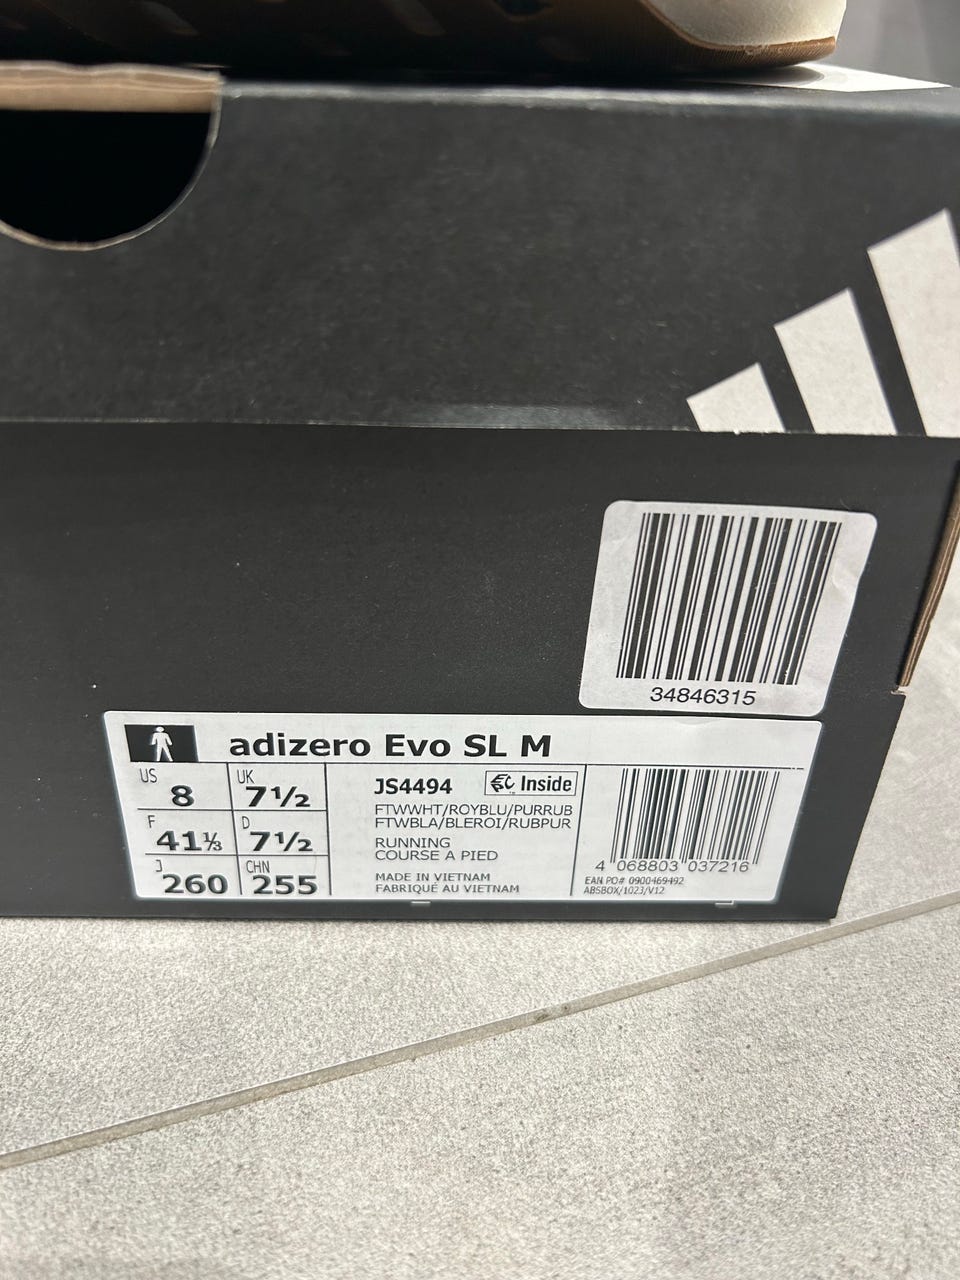 34846315
adizero Evo SL M
US 8
UK 7½
F 41⅓
D 7½
J 260
CHN 255
JS4494
Inside
FTWWHT/ROYBLU/PURRUB
FTWBLA/BLEROI/RUBPUR
RUNNING
COURSE A PIED
MADE IN VIETNAM
FABRIQUÉ AU VIETNAM
4 068803 037216
EAN PO# 0900469492
ABSBOX/1023/V12